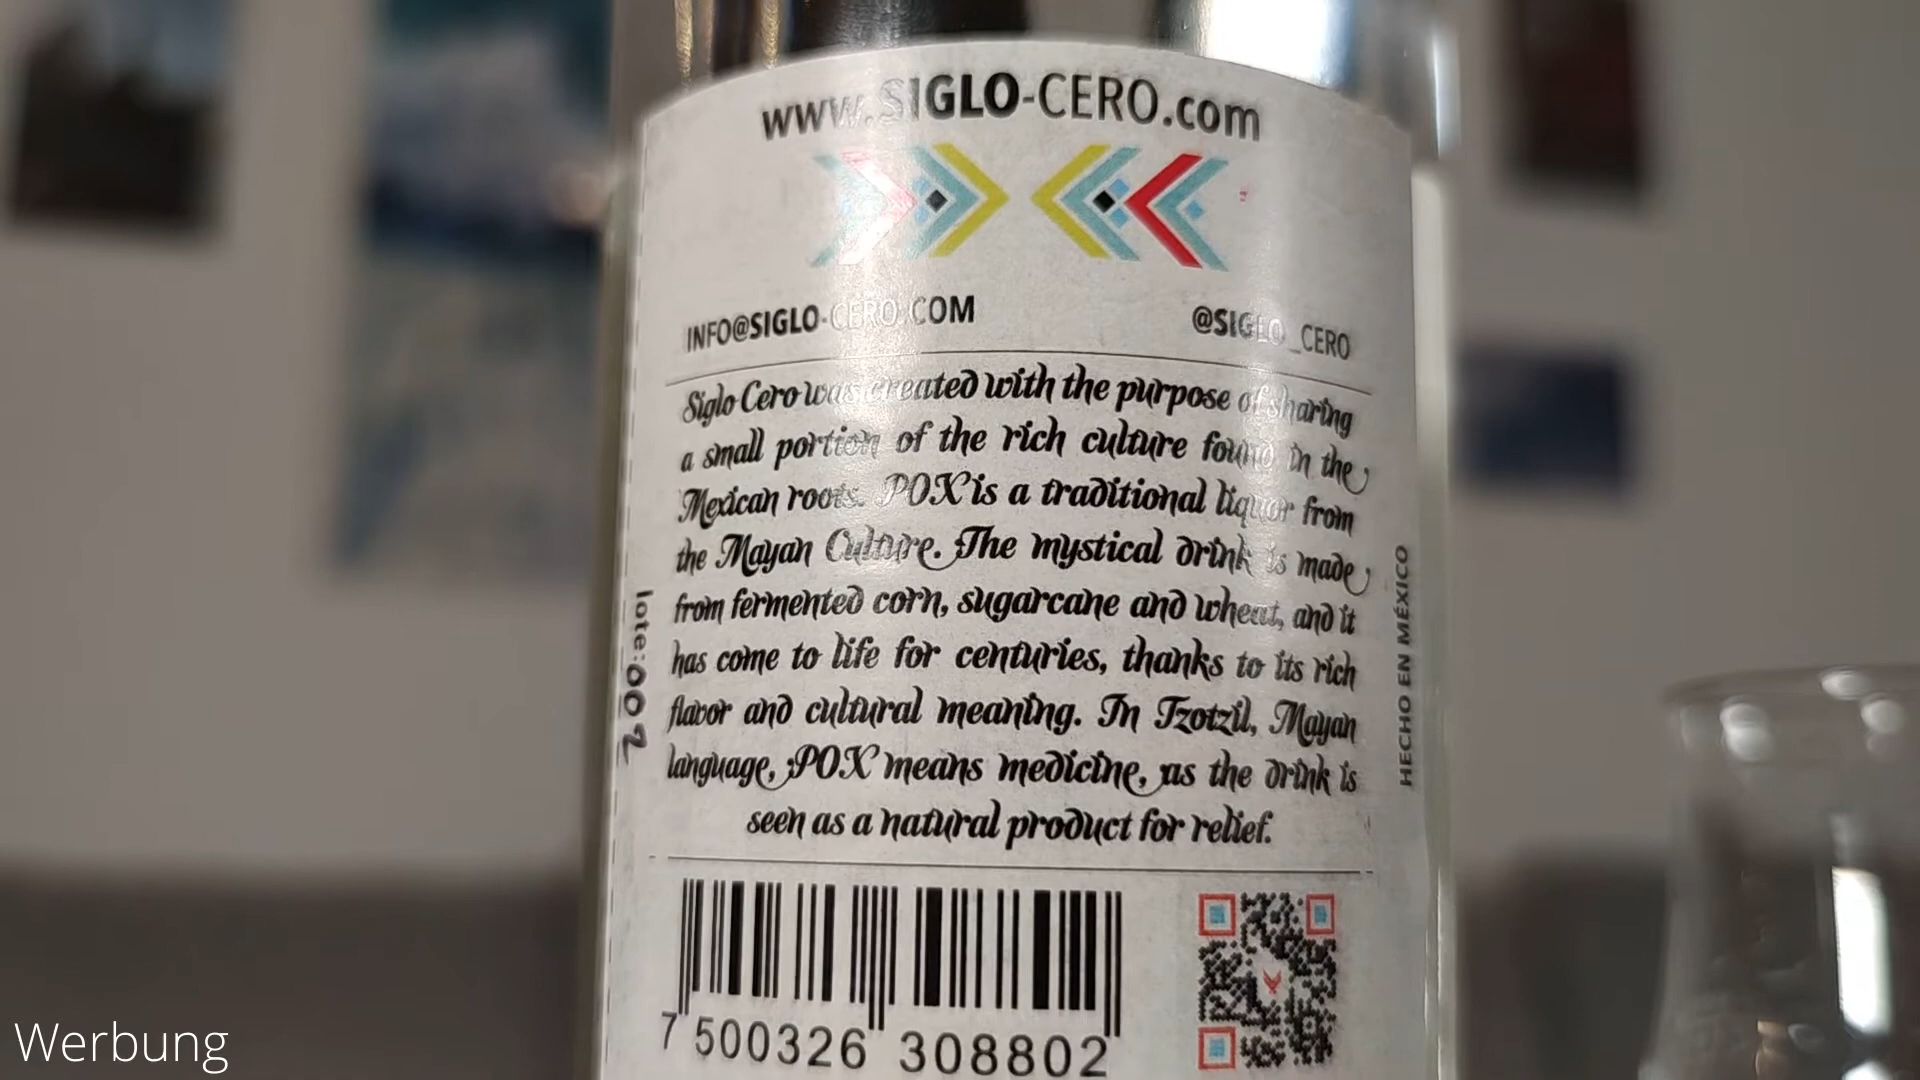 www.SIGLO-CERO.com
INFO@SIGLO-CERO.COM
@SIGLO_CERO
Siglo Cero was created with the purpose of sharing
a small portion of the rich culture found in the
Mexican roots. POX is a traditional liquor from
the Mayan Culture. The mystical drink is made
from fermented corn, sugarcane and wheat, and it
has come to life for centuries, thanks to its rich
flavor and cultural meaning. In Tzotzil, Mayan
language, POX means medicine, as the drink is
seen as a natural product for relief.
lote:002
HECHO EN MÉXICO
7 500326 308802
Werbung